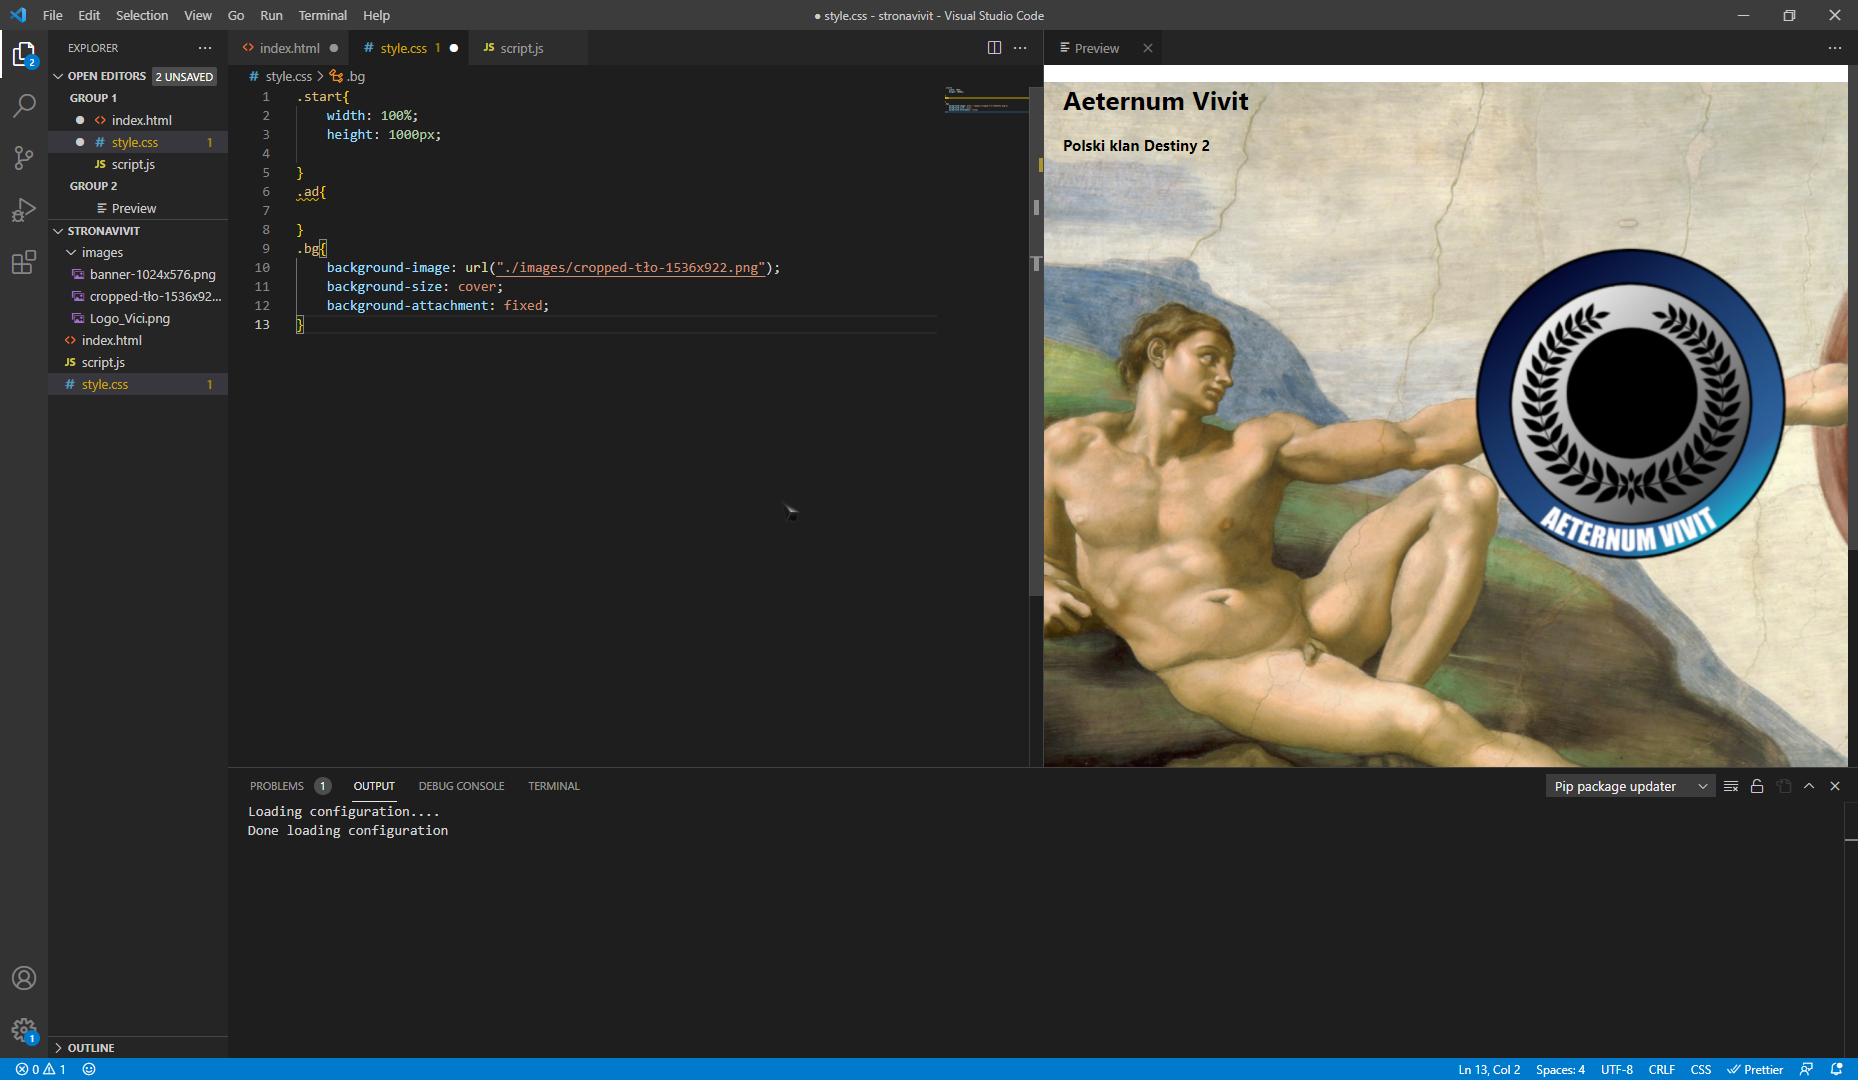 File Edit Selection View Go Run Terminal Help
● style.css - stronavivit - Visual Studio Code
EXPLORER
OPEN EDITORS 2 UNSAVED
GROUP 1
index.html
style.css 1
JS script.js
GROUP 2
Preview
STRONAVIVIT
images
banner-1024x576.png
cropped-tło-1536x92...
Logo_Vici.png
index.html
JS script.js
# style.css 1
OUTLINE
2
1
<> index.html
# style.css 1
JS script.js
# style.css > .bg
1 .start{
2 width: 100%;
3 height: 1000px;
4
5 }
6 .ad{
7
8 }
9 .bg{
10 background-image: url("./images/cropped-tło-1536x922.png");
11 background-size: cover;
12 background-attachment: fixed;
13 }
Preview
Aeternum Vivit
Polski klan Destiny 2
AETERNUM VIVIT
PROBLEMS 1 OUTPUT DEBUG CONSOLE TERMINAL
Pip package updater
Loading configuration....
Done loading configuration
0 1
Ln 13, Col 2 Spaces: 4 UTF-8 CRLF CSS Prettier